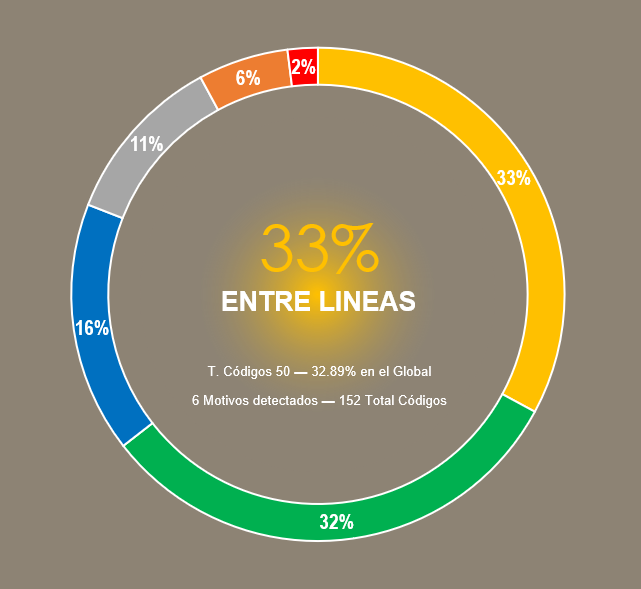 2%
6%
11%
33%
33%
ENTRE LINEAS
16%
T. Códigos 50 — 32.89% en el Global
6 Motivos detectados — 152 Total Códigos
32%